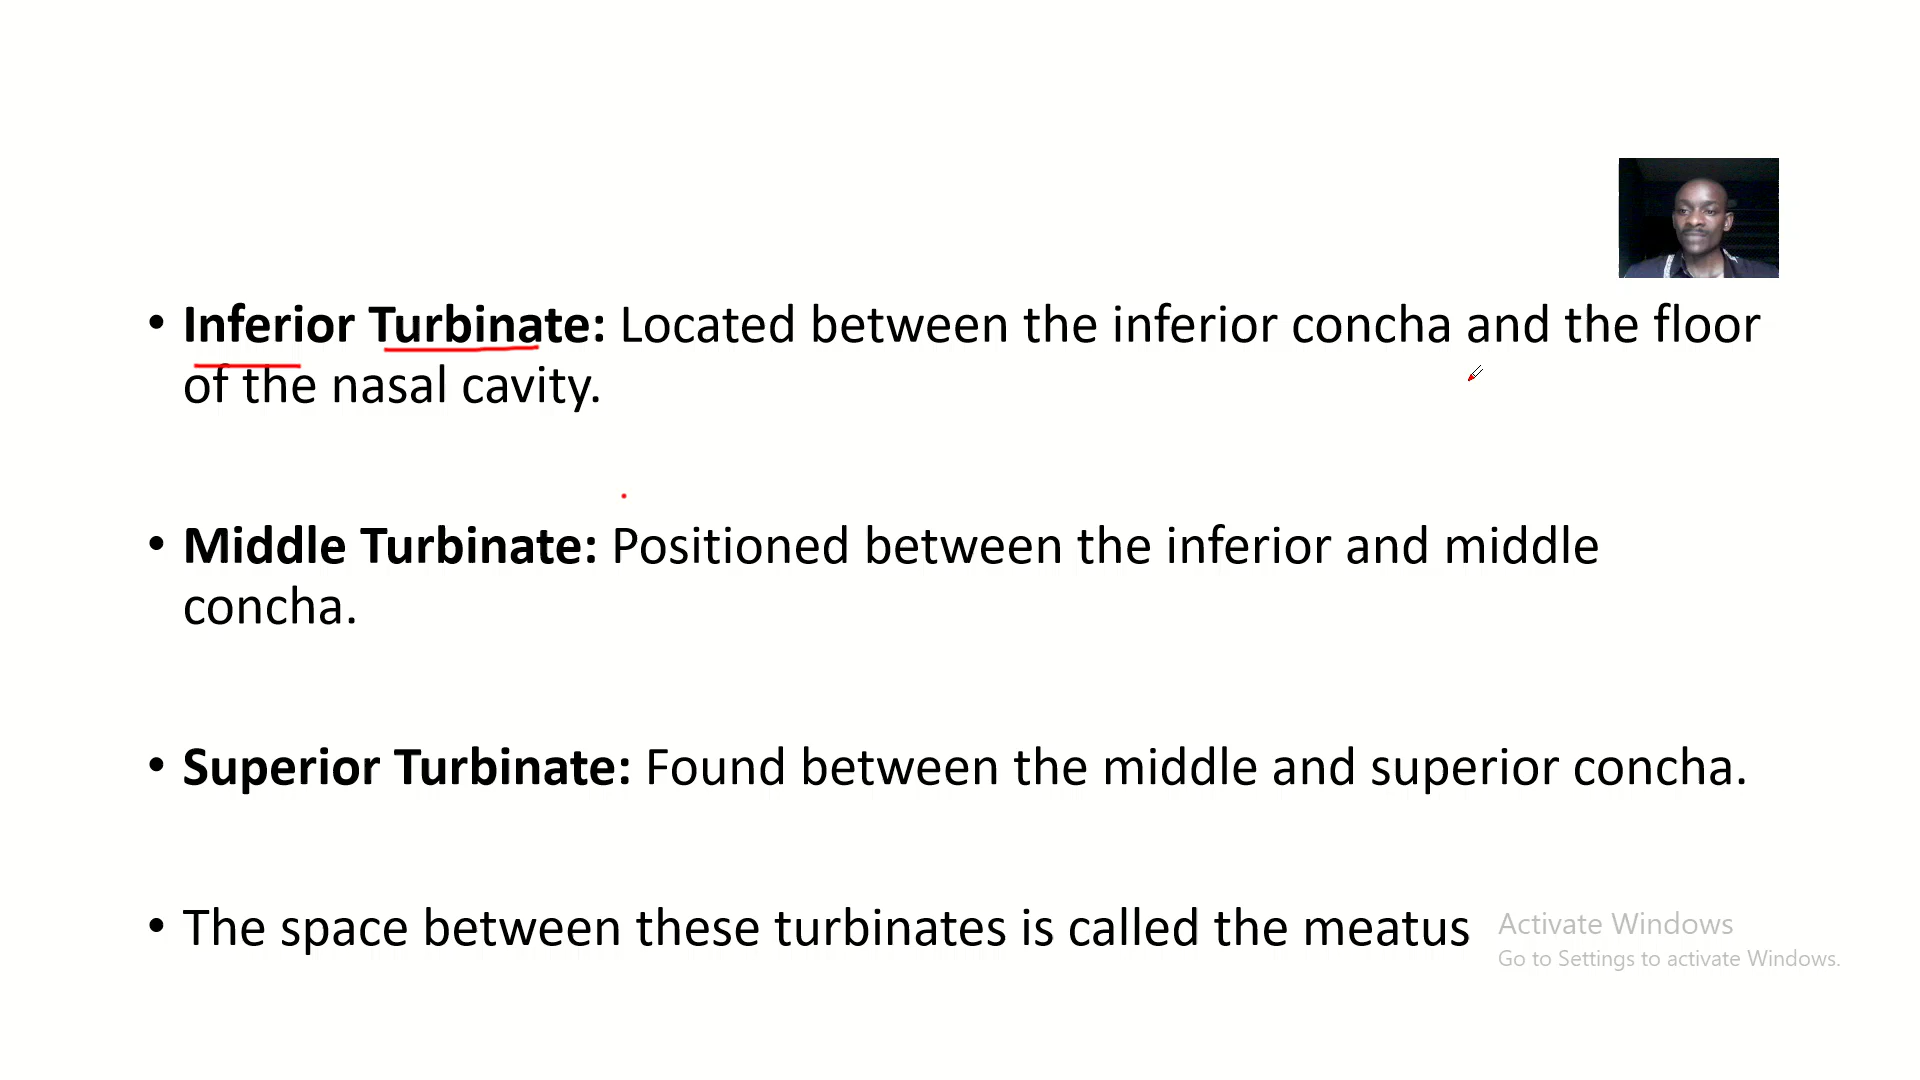 • Inferior Turbinate: Located between the inferior concha and the floor
of the nasal cavity.
• Middle Turbinate: Positioned between the inferior and middle
concha.
• Superior Turbinate: Found between the middle and superior concha.
• The space between these turbinates is called the meatus
Activate Windows
Go to Settings to activate Windows.